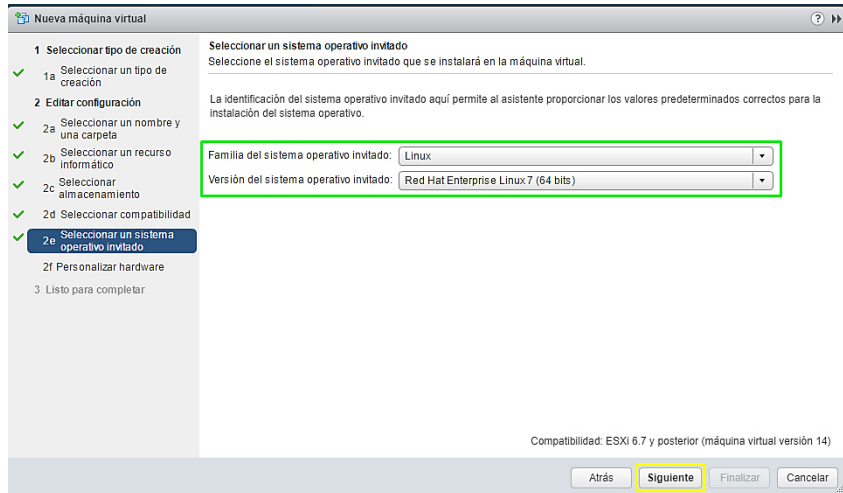 Nueva máquina virtual
?
1 Seleccionar tipo de creación
1a Seleccionar un tipo de
creación
2 Editar configuración
2a Seleccionar un nombre y
una carpeta
2b Seleccionar un recurso
informático
2c Seleccionar
almacenamiento
2d Seleccionar compatibilidad
2e Seleccionar un sistema
operativo invitado
2f Personalizar hardware
3 Listo para completar
Seleccionar un sistema operativo invitado
Seleccione el sistema operativo invitado que se instalará en la máquina virtual.
La identificación del sistema operativo invitado aquí permite al asistente proporcionar los valores predeterminados correctos para la
instalación del sistema operativo.
Familia del sistema operativo invitado: Linux
Versión del sistema operativo invitado: Red Hat Enterprise Linux 7 (64 bits)
Compatibilidad: ESXi 6.7 y posterior (máquina virtual versión 14)
Atrás Siguiente Finalizar Cancelar